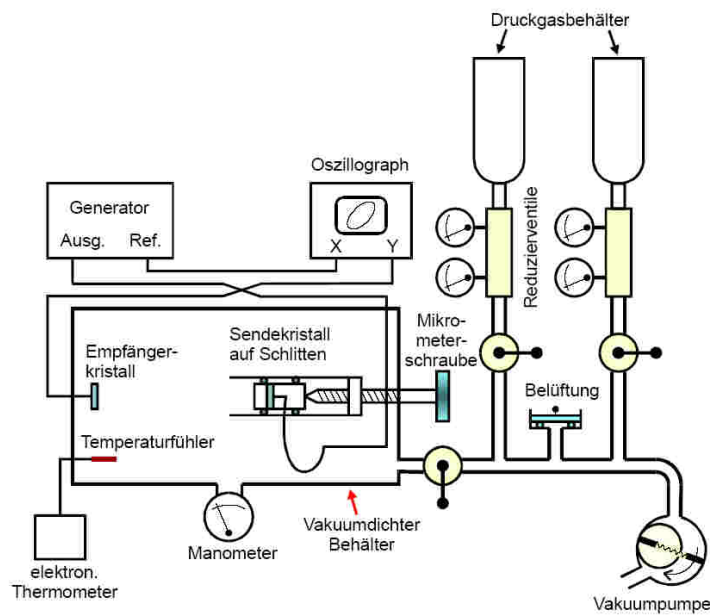 Druckgasbehälter
Oszillograph
Generator
Ausg. Ref.
X Y
Reduzierventile
Sendekristall
auf Schlitten
Mikro-
meter-
schraube
Empfänger-
kristall
Belüftung
Temperaturfühler
Manometer
Vakuumdichter
Behälter
elektron.
Thermometer
Vakuumpumpe